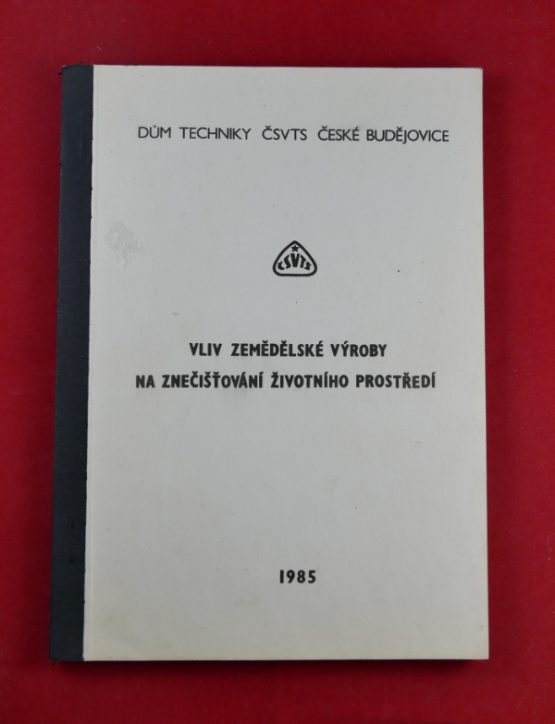 DŮM TECHNIKY ČSVTS ČESKÉ BUDĚJOVICE
ČSVTS
VLIV ZEMĚDĚLSKÉ VÝROBY
NA ZNEČIŠŤOVÁNÍ ŽIVOTNÍHO PROSTŘEDÍ
1985